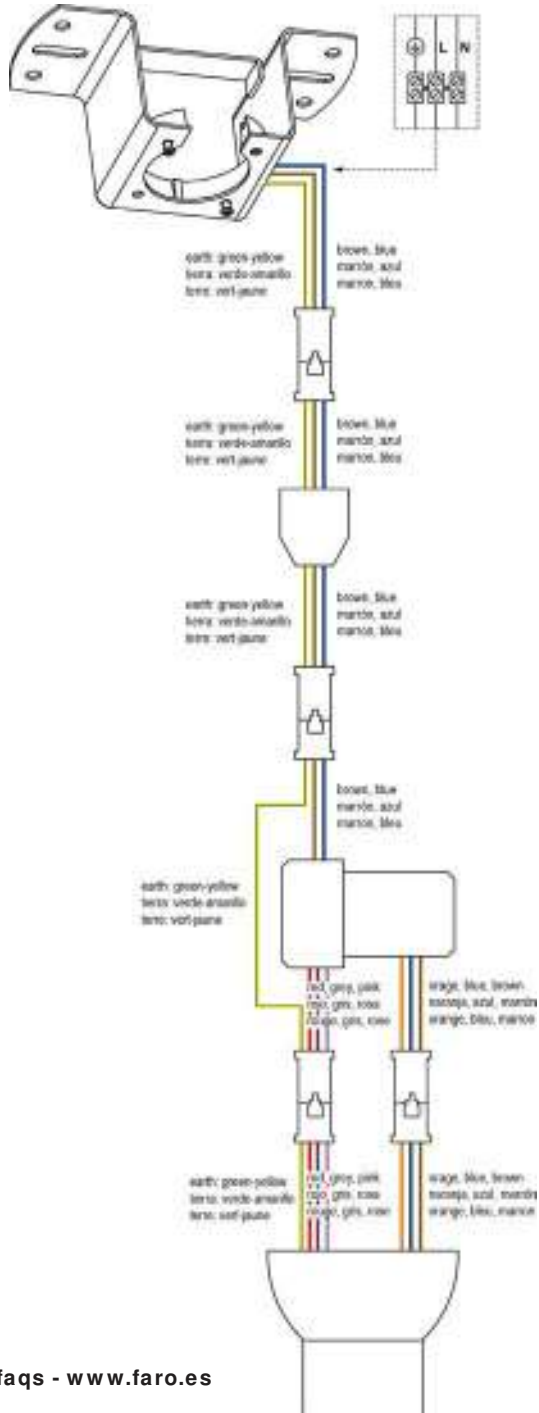 L N
earth: green-yellow
tierra: verde-amarillo
terre: vert-jaune
brown, blue
marrón, azul
marron, bleu
earth: green-yellow
tierra: verde-amarillo
terre: vert-jaune
brown, blue
marrón, azul
marron, bleu
earth: green-yellow
tierra: verde-amarillo
terre: vert-jaune
brown, blue
marrón, azul
marron, bleu
brown, blue
marrón, azul
marron, bleu
earth: green-yellow
tierra: verde-amarillo
terre: vert-jaune
red, grey, pink
rojo, gris, rosa
rouge, gris, rose
orage, blue, brown
naranja, azul, marrón
orange, bleu, marron
earth: green-yellow
tierra: verde-amarillo
terre: vert-jaune
red, grey, pink
rojo, gris, rosa
rouge, gris, rose
orage, blue, brown
naranja, azul, marrón
orange, bleu, marron
faqs - www.faro.es